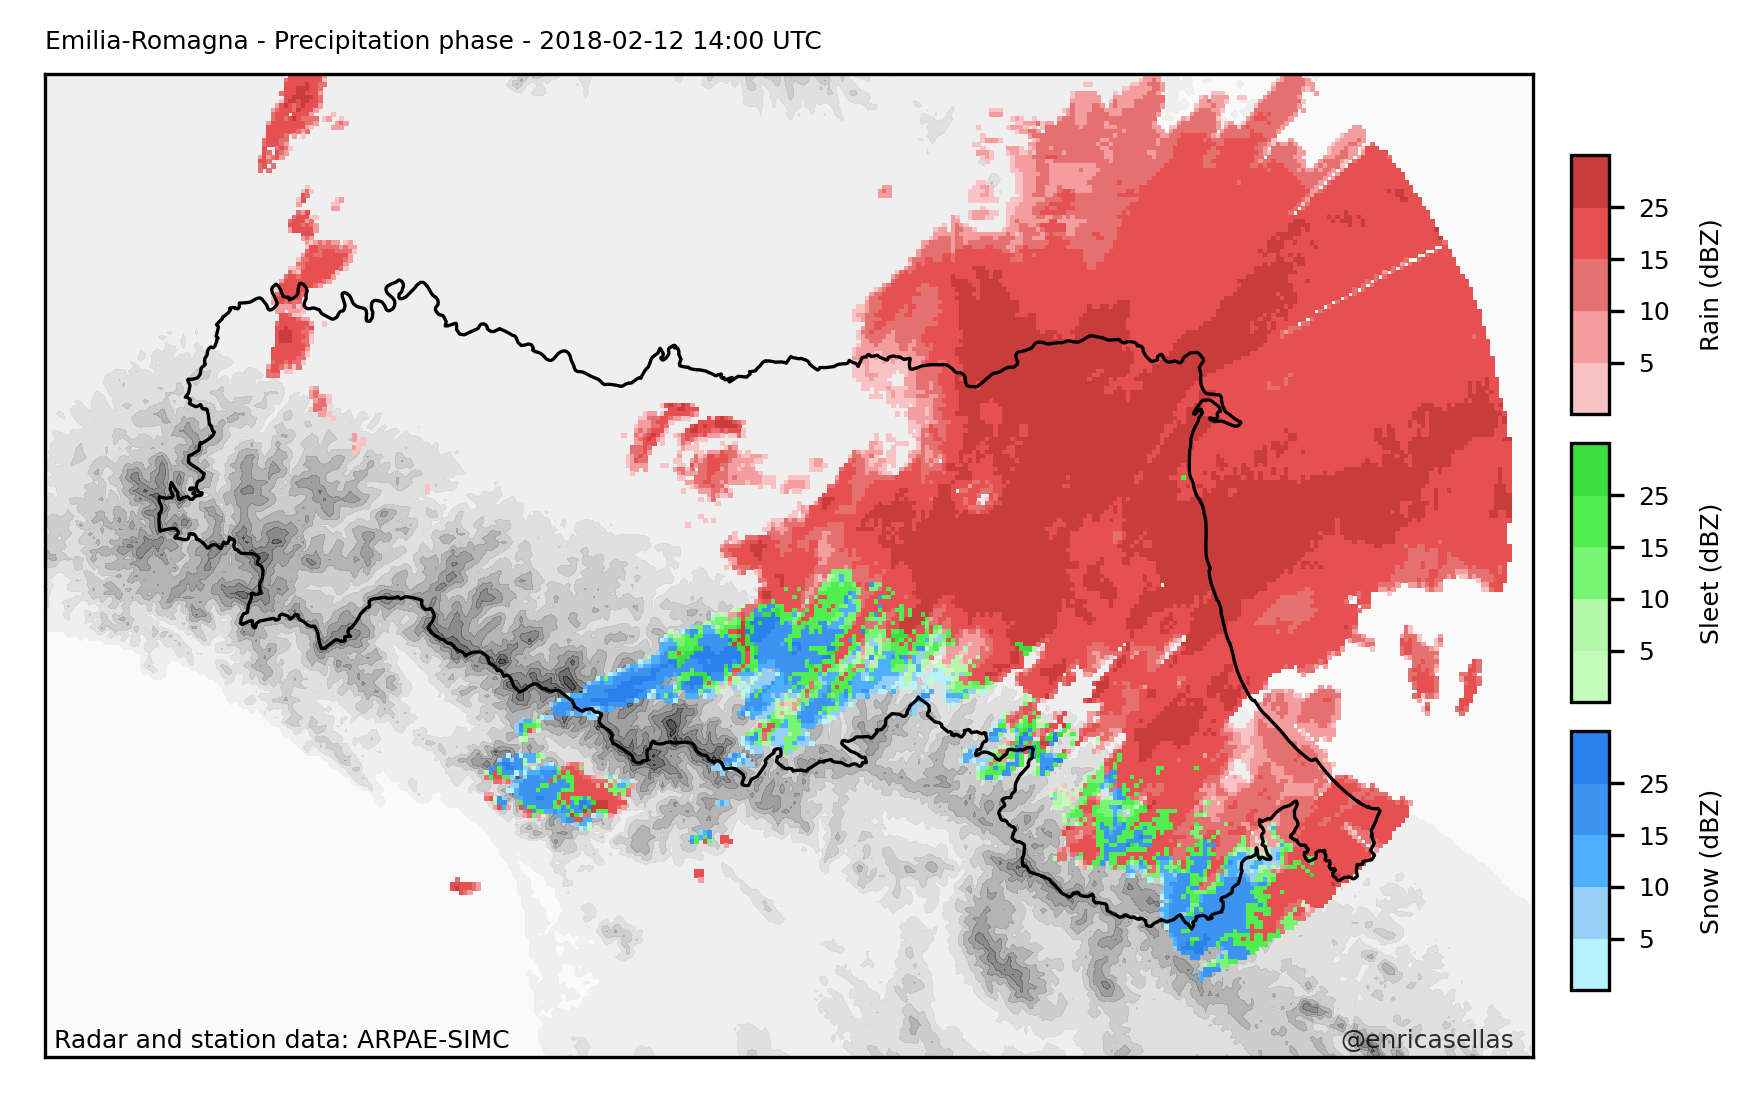 Emilia-Romagna - Precipitation phase - 2018-02-12 14:00 UTC
25
15
10
5
Rain (dBZ)
25
15
10
5
Sleet (dBZ)
25
15
10
5
Snow (dBZ)
Radar and station data: ARPAE-SIMC
@enricasellas